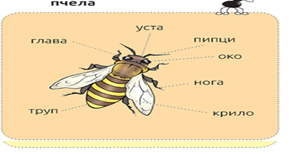 пчела
уста
глава
пипци
око
нога
труп
крило